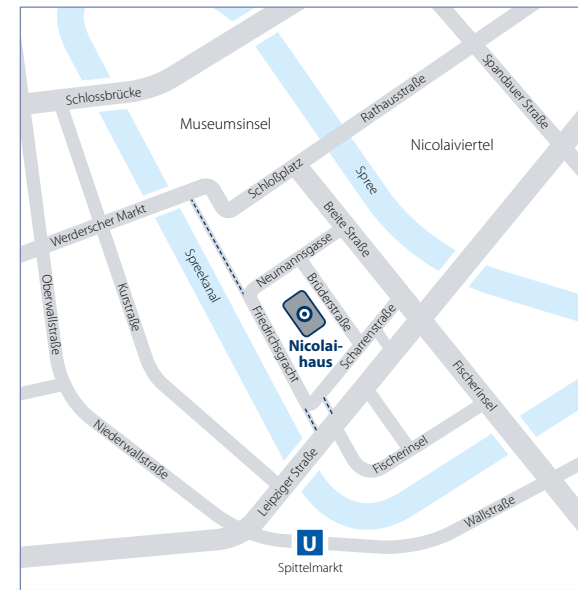 Schlossbrücke
Museumsinsel
Rathausstraße
Spandauer Straße
Nicolaiviertel
Schloßplatz
Spree
Werderscher Markt
Breite Straße
Neumannsgasse
Spreekanal
Oberwallstraße
Kurstraße
Brüderstraße
Friedrichsgracht
Nicolai-
haus
Scharrenstraße
Fischerinsel
Niederwallstraße
Fischerinsel
Leipziger Straße
Wallstraße
U
Spittelmarkt